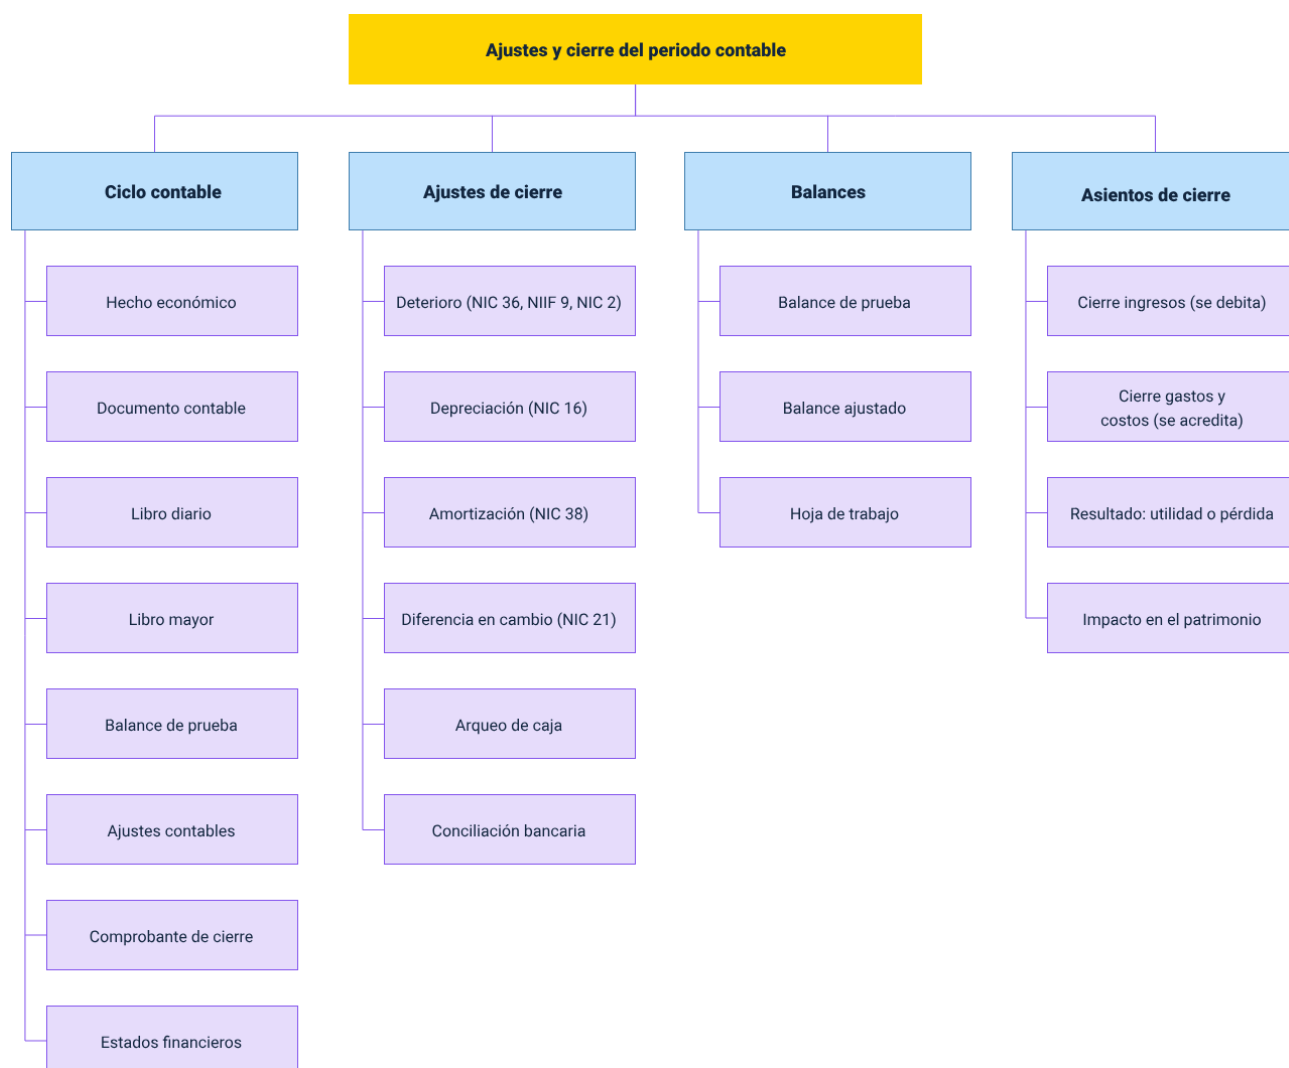 Ajustes y cierre del periodo contable
Ciclo contable
Hecho económico
Documento contable
Libro diario
Libro mayor
Balance de prueba
Ajustes contables
Comprobante de cierre
Estados financieros
Ajustes de cierre
Deterioro (NIC 36, NIIF 9, NIC 2)
Depreciación (NIC 16)
Amortización (NIC 38)
Diferencia en cambio (NIC 21)
Arqueo de caja
Conciliación bancaria
Balances
Balance de prueba
Balance ajustado
Hoja de trabajo
Asientos de cierre
Cierre ingresos (se debita)
Cierre gastos y
costos (se acredita)
Resultado: utilidad o pérdida
Impacto en el patrimonio